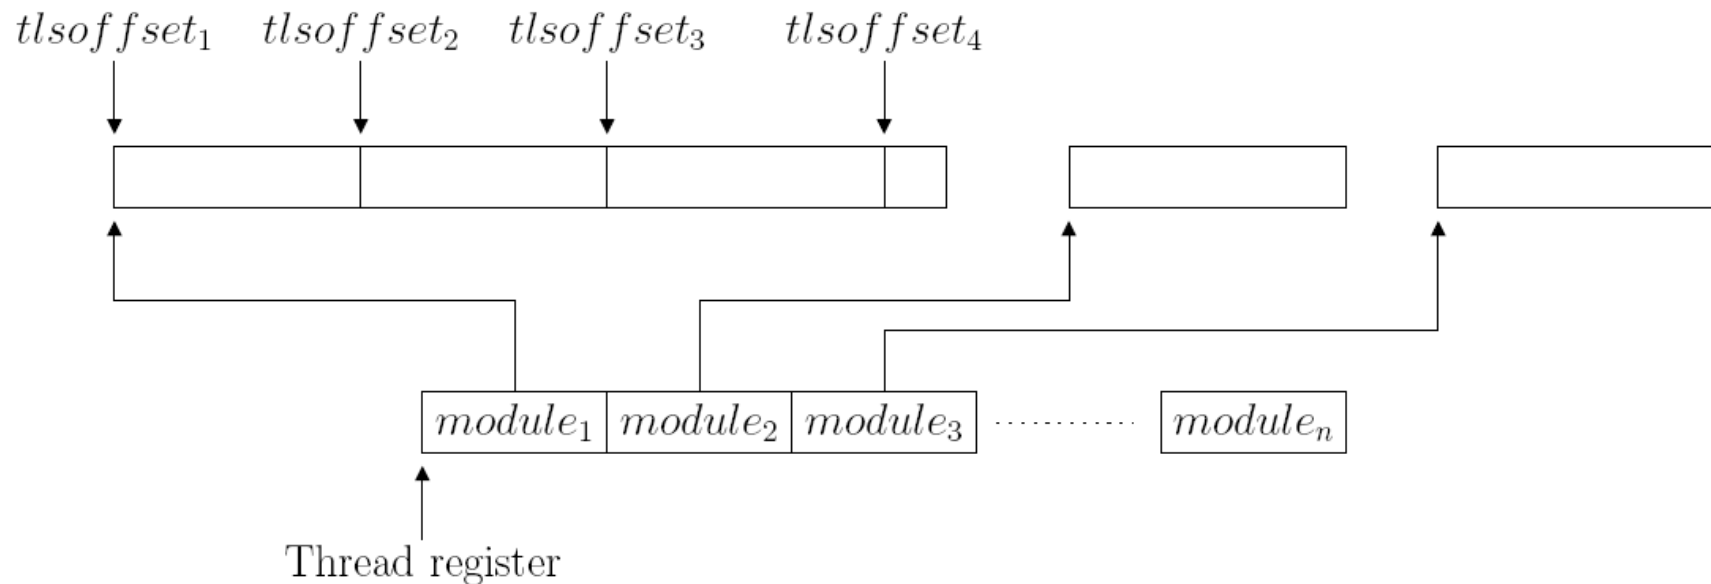 tlsoffset₁ tlsoffset₂ tlsoffset₃ tlsoffset₄
module₁ module₂ module₃ .......... moduleₙ
Thread register